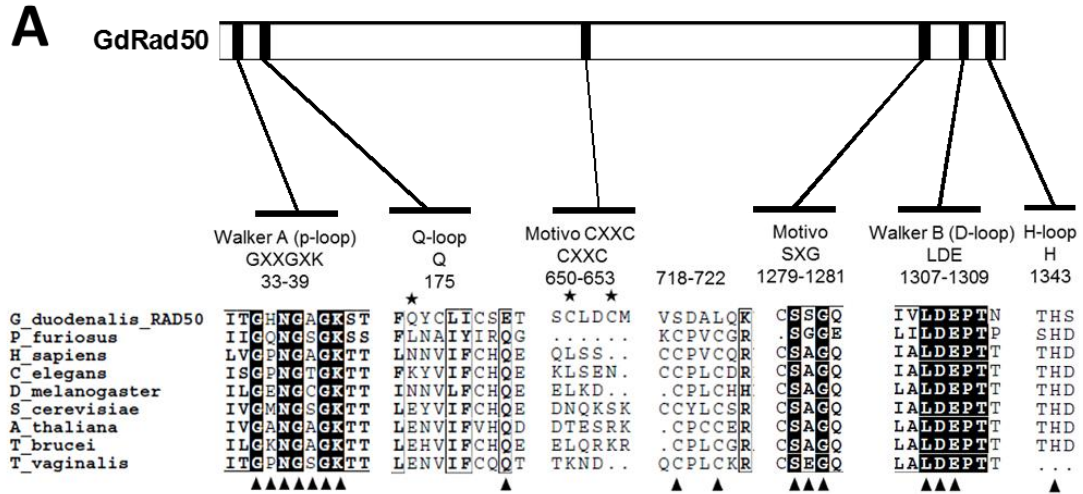 A
GdRad50
Walker A (p-loop) Q-loop Motivo CXXC Motivo Walker B (D-loop) H-loop
GXXGXK Q CXXC SXG LDE H
33-39 175 650-653 718-722 1279-1281 1307-1309 1343
★ ★ ★
G_duodenalis_RAD50 ITGHNGAGKST FQYCLICSET SCLDCM VSDALQK CSSGQ IVLDEPTN THS
P_furiosus IIGQNGSGKSS FLNAIYIRQG ...... KCPVCGR .SGGE LILDEPTP SHD
H_sapiens LVGPNGAGKTT LNNVIFCHQE QLSS.. CCPVCQR CSAGQ IALDEPTT THD
C_elegans ISGPNGTGKTT FKYVIFCHQE KLSEN. CCPLCDR CSAGQ IALDEPTT THD
D_melanogaster ILGENGCGKTT INNVLFCHQE ELKD.. CCPLCHH CSAGQ LALDEPTT THD
S_cerevisiae IVGMNGSGKTT LEYVIFCHQE DNQKSK CCYLCSR CSAGQ IALDEPTT THD
A_thaliana IVGANGAGKTT LENVIFVHQD DTESRK .CPCCER CSAGQ LALDEPTT THD
T_brucei ILGKNGAGKTT LEHVIFCHQE ELQRKR .CPLCGR CSAGQ IALDEPTT THD
T_vaginalis ITGPNGSGKTT LENVIFCQQT TKND.. QCPLCKR CSEGQ LALDEPTT ...